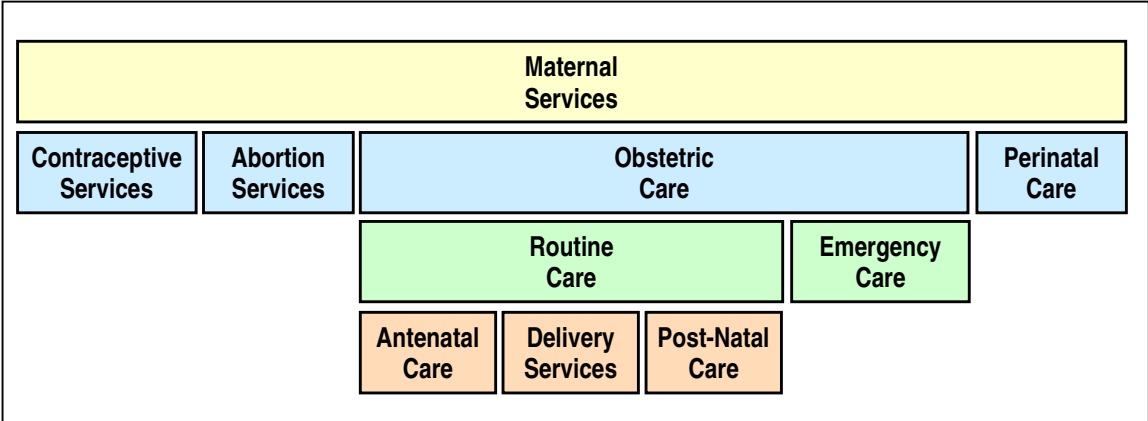 Maternal
Services
Contraceptive
Services
Abortion
Services
Obstetric
Care
Perinatal
Care
Routine
Care
Emergency
Care
Antenatal
Care
Delivery
Services
Post-Natal
Care